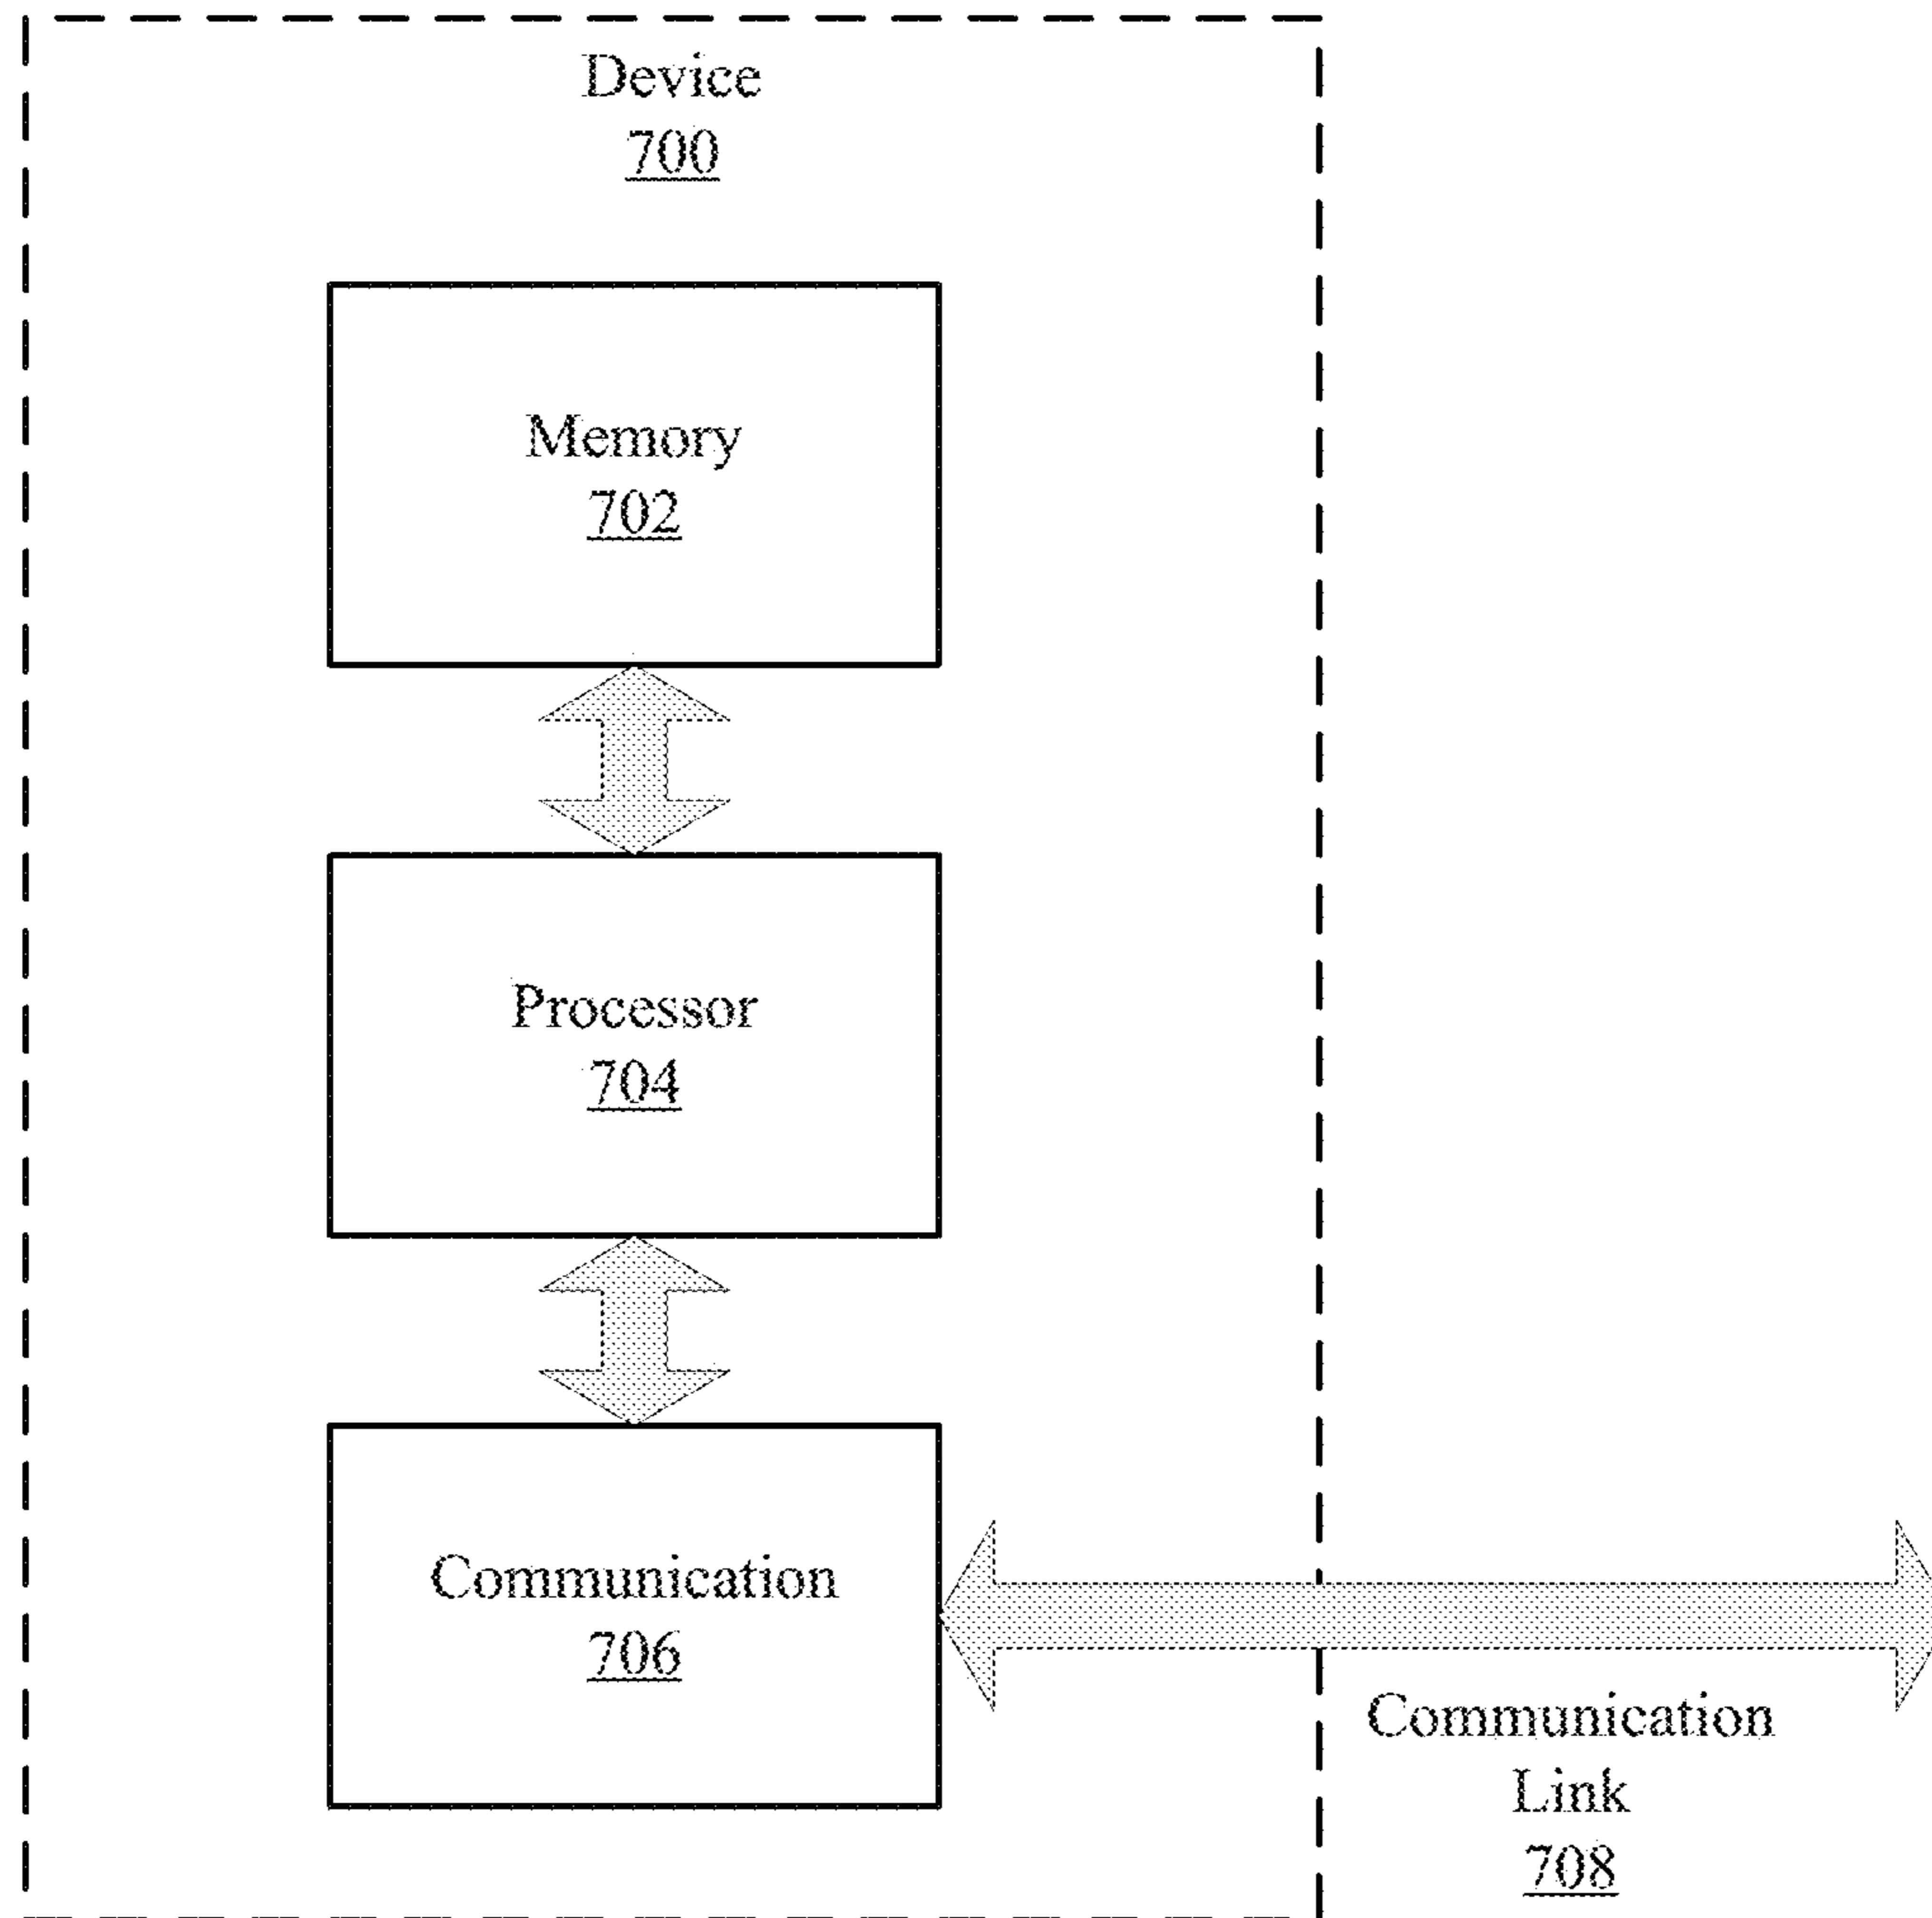 Device
700
Memory
702
Processor
704
Communication
706
Communication
Link
708